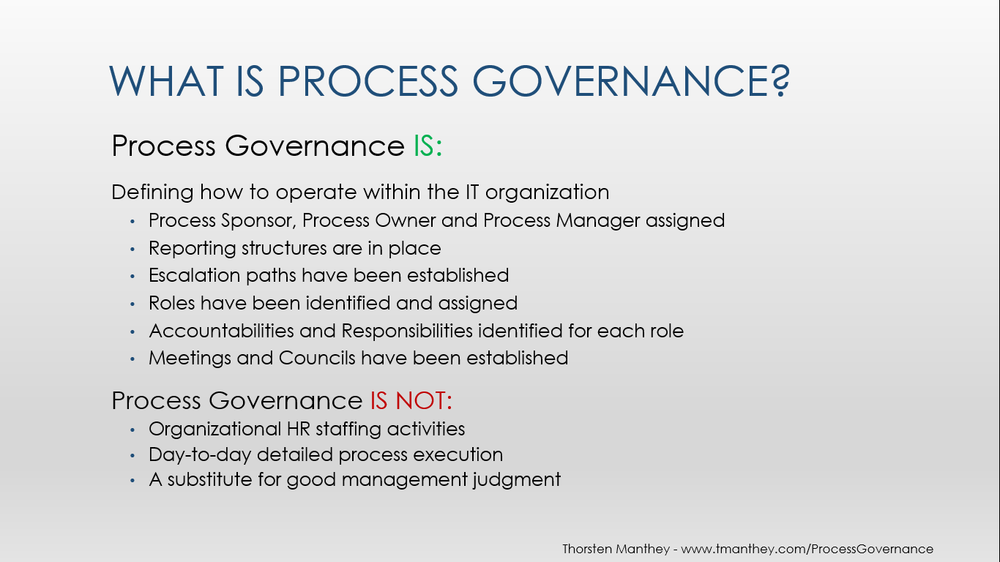 WHAT IS PROCESS GOVERNANCE?
Process Governance IS:
Defining how to operate within the IT organization
• Process Sponsor, Process Owner and Process Manager assigned
• Reporting structures are in place
• Escalation paths have been established
• Roles have been identified and assigned
• Accountabilities and Responsibilities identified for each role
• Meetings and Councils have been established
Process Governance IS NOT:
• Organizational HR staffing activities
• Day-to-day detailed process execution
• A substitute for good management judgment
Thorsten Manthey - www.tmanthey.com/ProcessGovernance